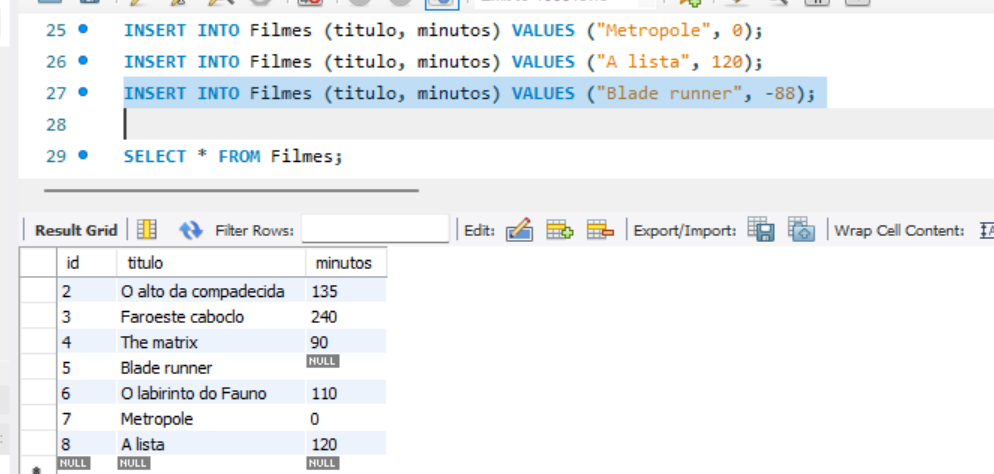 25 INSERT INTO Filmes (titulo, minutos) VALUES ("Metropole", 0);
26 INSERT INTO Filmes (titulo, minutos) VALUES ("A lista", 120);
27 INSERT INTO Filmes (titulo, minutos) VALUES ("Blade runner", -88);
28
29 SELECT * FROM Filmes;
Result Grid Filter Rows: Edit: Export/Import: Wrap Cell Content:
id titulo minutos
2 O alto da compadecida 135
3 Faroeste caboclo 240
4 The matrix 90
5 Blade runner NULL
6 O labirinto do Fauno 110
7 Metropole 0
8 A lista 120
NULL NULL NULL